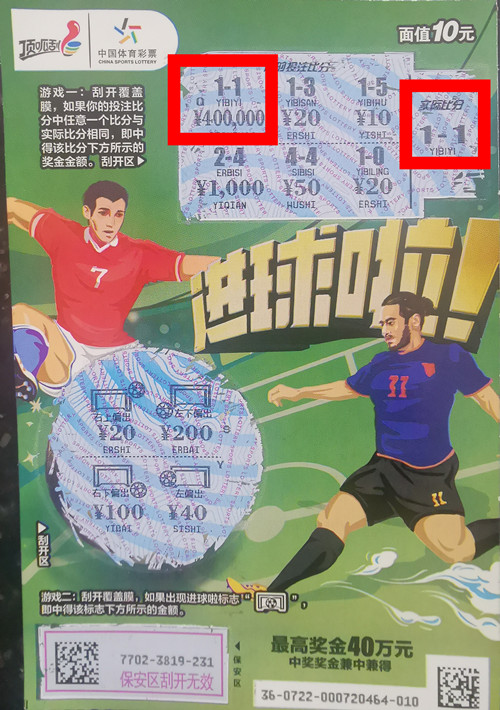 顶呱刮
中国体育彩票
CHINA SPORTS LOTTERY
面值10元
游戏一：刮开覆盖
膜，如果你的投注比
分中任意一个比分与
实际比分相同，即中
得该比分下方所示的
奖金金额。刮开区▶
的投注比分
1-1
YIBIYI
¥400,000
1-3
YIBISAN
¥20
ERSHI
1-5
YIBIWU
¥10
YISHI
2-4
ERBISI
¥1,000
YIQIAN
4-4
SIBISI
¥50
WUSHI
1-0
YIBILING
¥20
ERSHI
实际比分
1-1
YIBIYI
进球啦！
7
11
11
右上偏出
¥20
ERSHI
左下偏出
¥200
ERBAI
右下偏出
¥100
YIBAI
左偏出
¥40
SISHI
▶刮开区
游戏二：刮开覆盖膜，如果出现进球啦标志“ ”，
即中得该标志下方所示的金额。
7702-3819-231
保安区刮开无效
◀保安区
最高奖金40万元
中奖奖金兼中兼得
36-0722-000720464-010